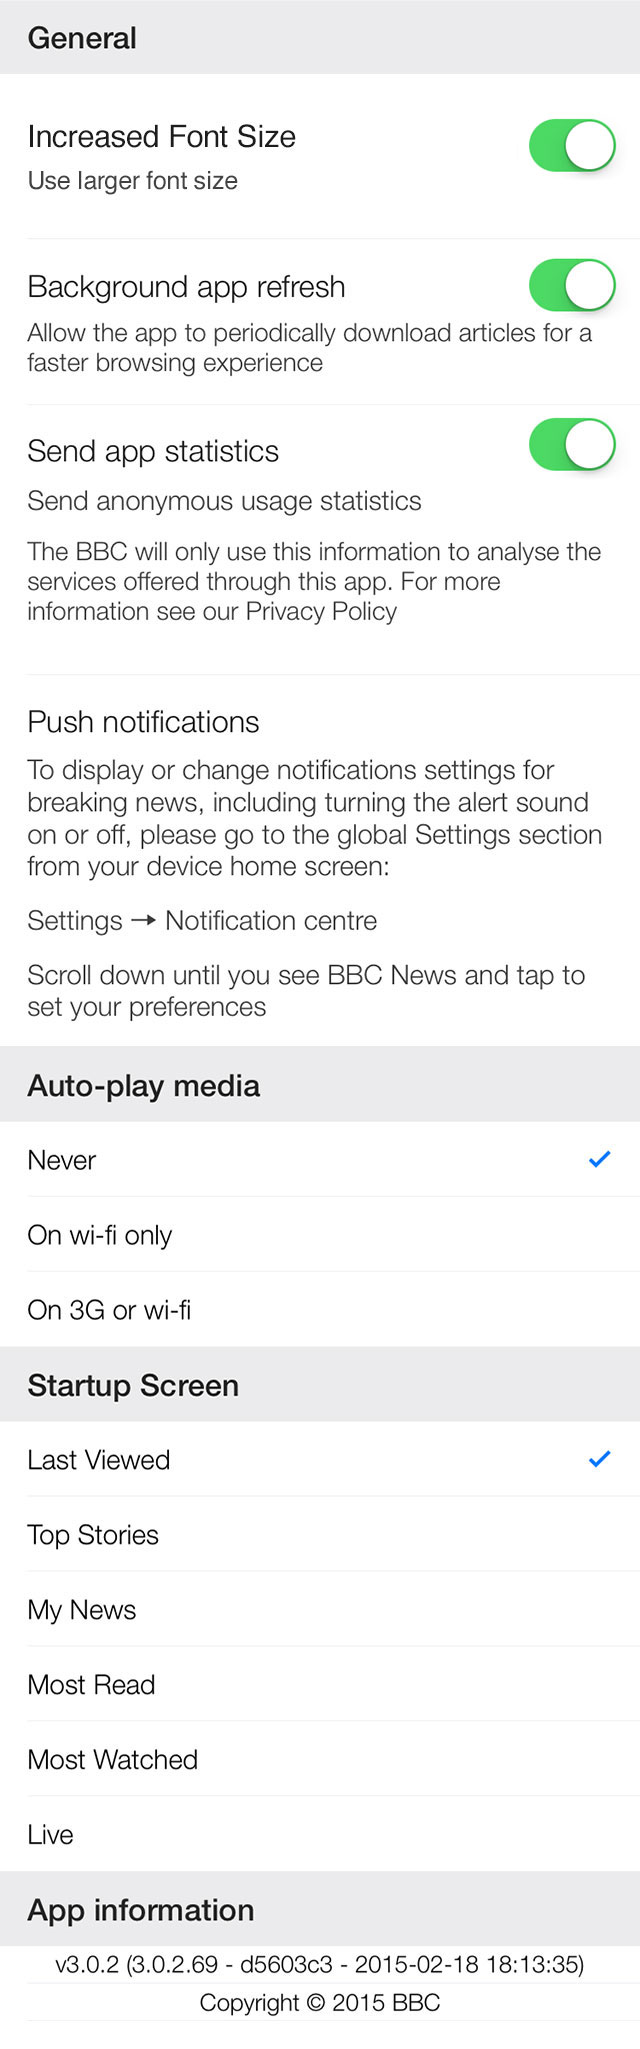 General
Increased Font Size
Use larger font size
Background app refresh
Allow the app to periodically download articles for a
faster browsing experience
Send app statistics
Send anonymous usage statistics
The BBC will only use this information to analyse the
services offered through this app. For more
information see our Privacy Policy
Push notifications
To display or change notifications settings for
breaking news, including turning the alert sound
on or off, please go to the global Settings section
from your device home screen:
Settings → Notification centre
Scroll down until you see BBC News and tap to
set your preferences
Auto-play media
Never
On wi-fi only
On 3G or wi-fi
Startup Screen
Last Viewed
Top Stories
My News
Most Read
Most Watched
Live
App information
v3.0.2 (3.0.2.69 - d5603c3 - 2015-02-18 18:13:35)
Copyright © 2015 BBC